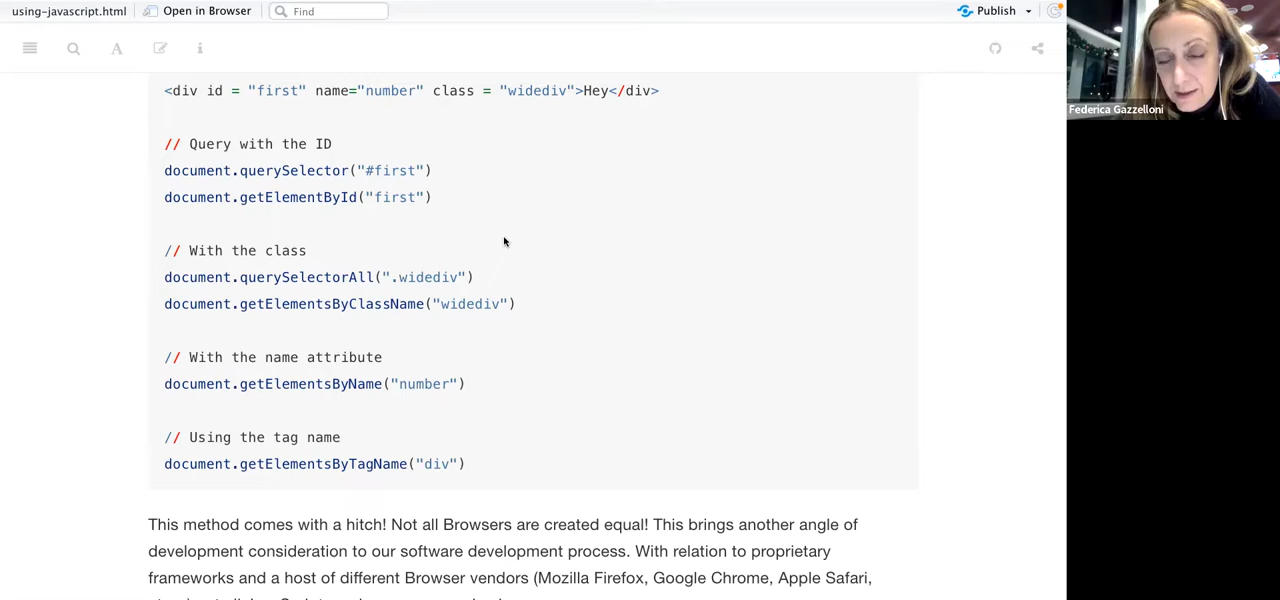 using-javascript.html
Open in Browser
Find
Publish
<div id = "first" name="number" class = "widediv">Hey</div>
// Query with the ID
document.querySelector("#first")
document.getElementById("first")
// With the class
document.querySelectorAll(".widediv")
document.getElementsByClassName("widediv")
// With the name attribute
document.getElementsByName("number")
// Using the tag name
document.getElementsByTagName("div")
This method comes with a hitch! Not all Browsers are created equal! This brings another angle of
development consideration to our software development process. With relation to proprietary
frameworks and a host of different Browser vendors (Mozilla Firefox, Google Chrome, Apple Safari,
Federica Gazzelloni